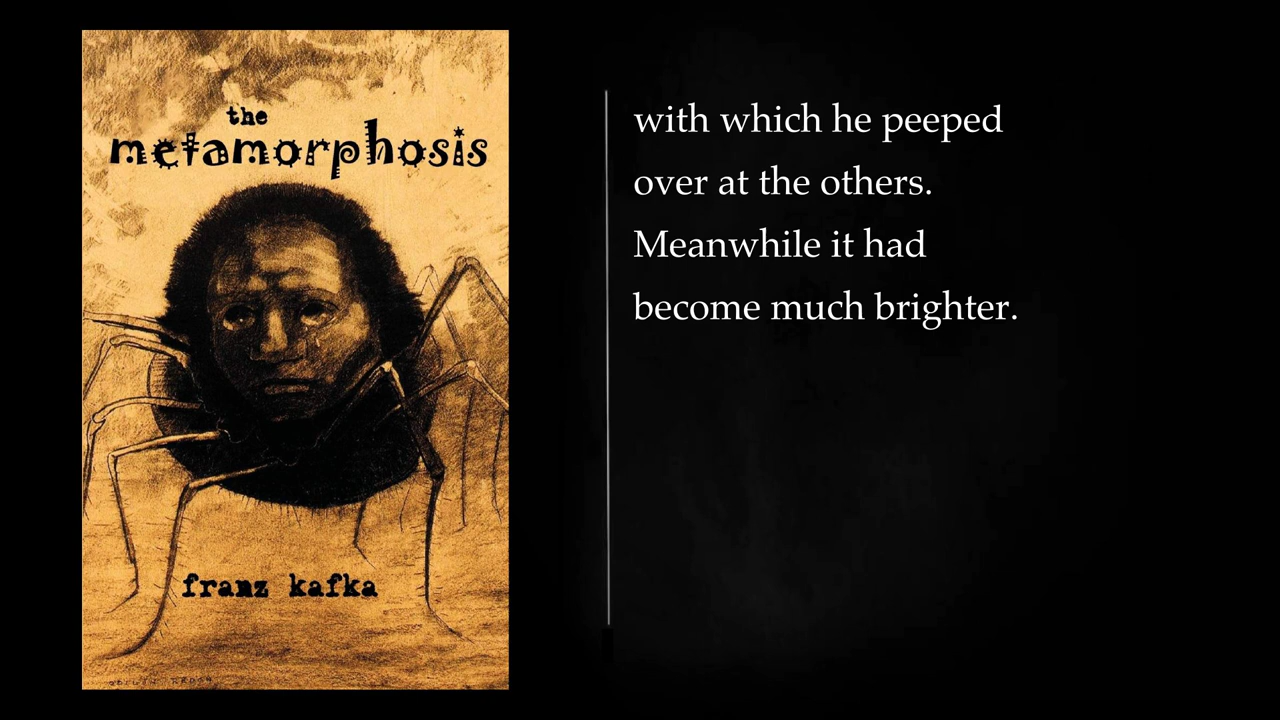 the
metamorphosis
franz kafka
with which he peeped
over at the others.
Meanwhile it had
become much brighter.